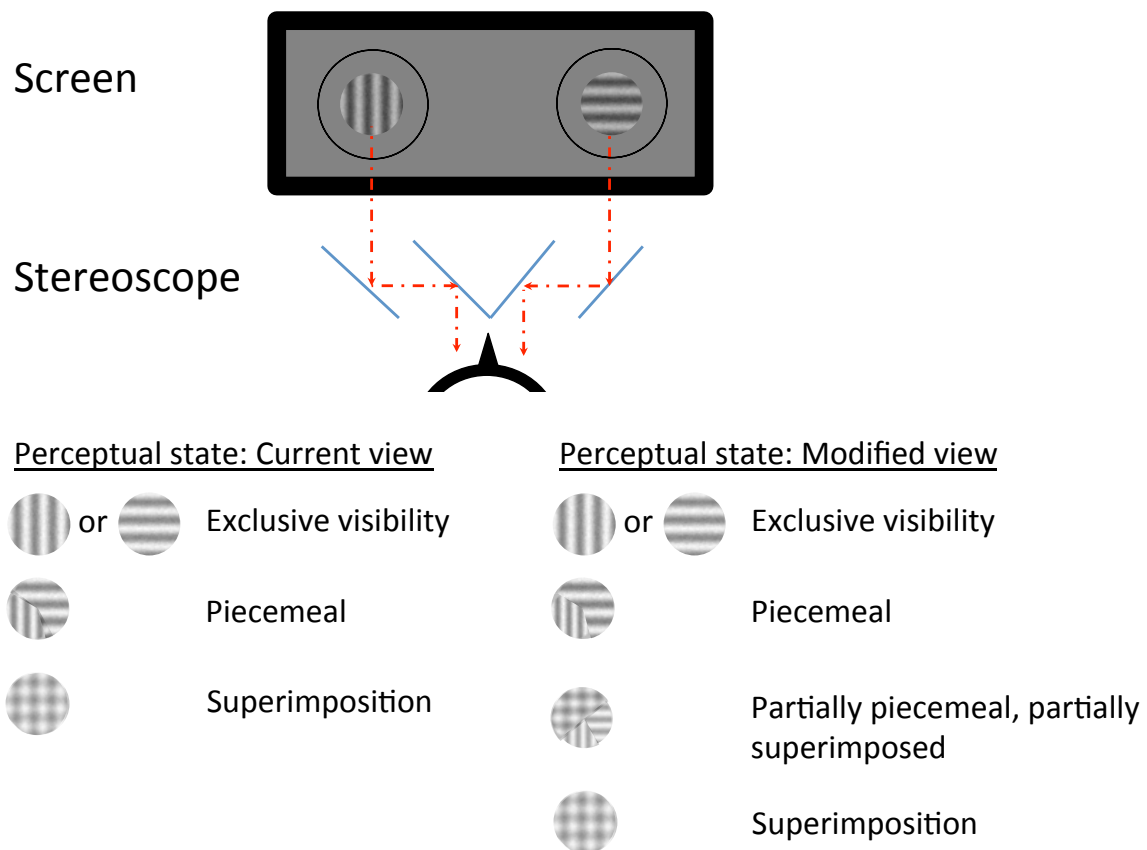 Screen
Stereoscope
Perceptual state: Current view
or Exclusive visibility
Piecemeal
Superimposition
Perceptual state: Modified view
or Exclusive visibility
Piecemeal
Partially piecemeal, partially
superimposed
Superimposition